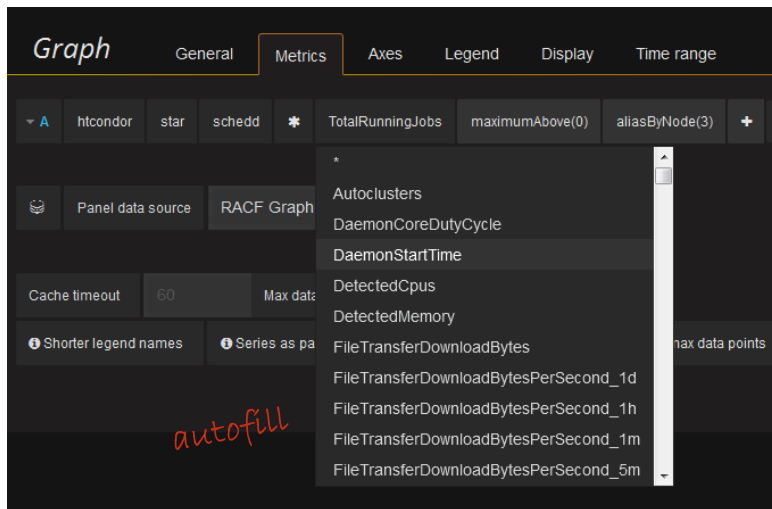 Graph General Metrics Axes Legend Display Time range
A htcondor star schedd * TotalRunningJobs maximumAbove(0) aliasByNode(3) +
*
Autoclusters
Panel data source RACF Graph
DaemonCoreDutyCycle
DaemonStartTime
DetectedCpus
Cache timeout 60 Max data
DetectedMemory
Shorter legend names Series as pa max data points
FileTransferDownloadBytes
FileTransferDownloadBytesPerSecond_1d
FileTransferDownloadBytesPerSecond_1h
autofill
FileTransferDownloadBytesPerSecond_1m
FileTransferDownloadBytesPerSecond_5m